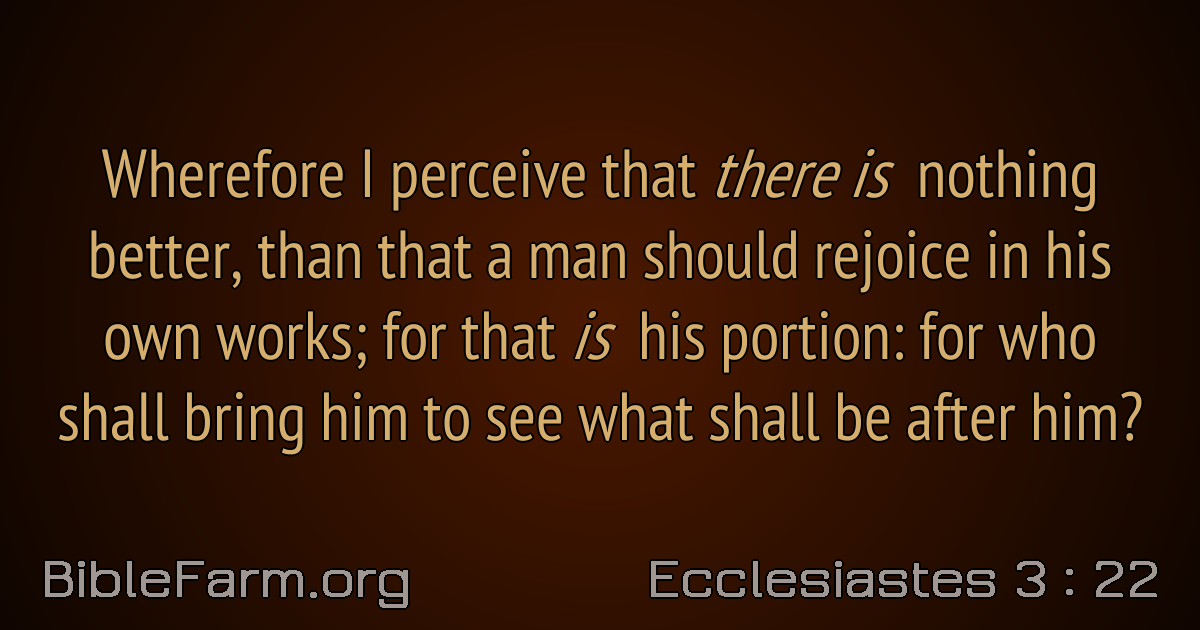 Wherefore I perceive that there is nothing
better, than that a man should rejoice in his
own works; for that is his portion: for who
shall bring him to see what shall be after him?
BibleFarm.org
Ecclesiastes 3 : 22